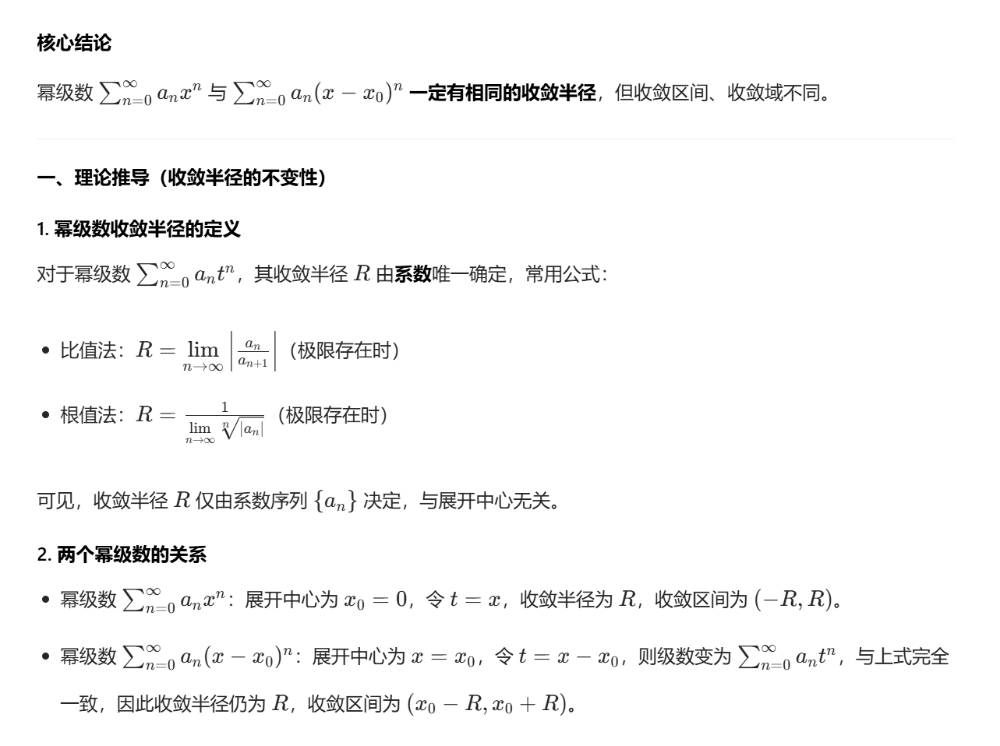 核心结论
幂级数 $\sum_{n=0}^{\infty} a_n x^n$ 与 $\sum_{n=0}^{\infty} a_n (x - x_0)^n$ 一定有相同的收敛半径，但收敛区间、收敛域不同。
一、理论推导（收敛半径的不变性）
1. 幂级数收敛半径的定义
对于幂级数 $\sum_{n=0}^{\infty} a_n t^n$，其收敛半径 $R$ 由系数唯一确定，常用公式：
• 比值法：$R = \lim_{n \to \infty} \left| \frac{a_n}{a_{n+1}} \right|$（极限存在时）
• 根值法：$R = \frac{1}{\lim_{n \to \infty} \sqrt[n]{|a_n|}}$（极限存在时）
可见，收敛半径 $R$ 仅由系数序列 $\{a_n\}$ 决定，与展开中心无关。
2. 两个幂级数的关系
• 幂级数 $\sum_{n=0}^{\infty} a_n x^n$：展开中心为 $x_0 = 0$，令 $t = x$，收敛半径为 $R$，收敛区间为 $(-R, R)$。
• 幂级数 $\sum_{n=0}^{\infty} a_n (x - x_0)^n$：展开中心为 $x = x_0$，令 $t = x - x_0$，则级数变为 $\sum_{n=0}^{\infty} a_n t^n$，与上式完全
一致，因此收敛半径仍为 $R$，收敛区间为 $(x_0 - R, x_0 + R)$。